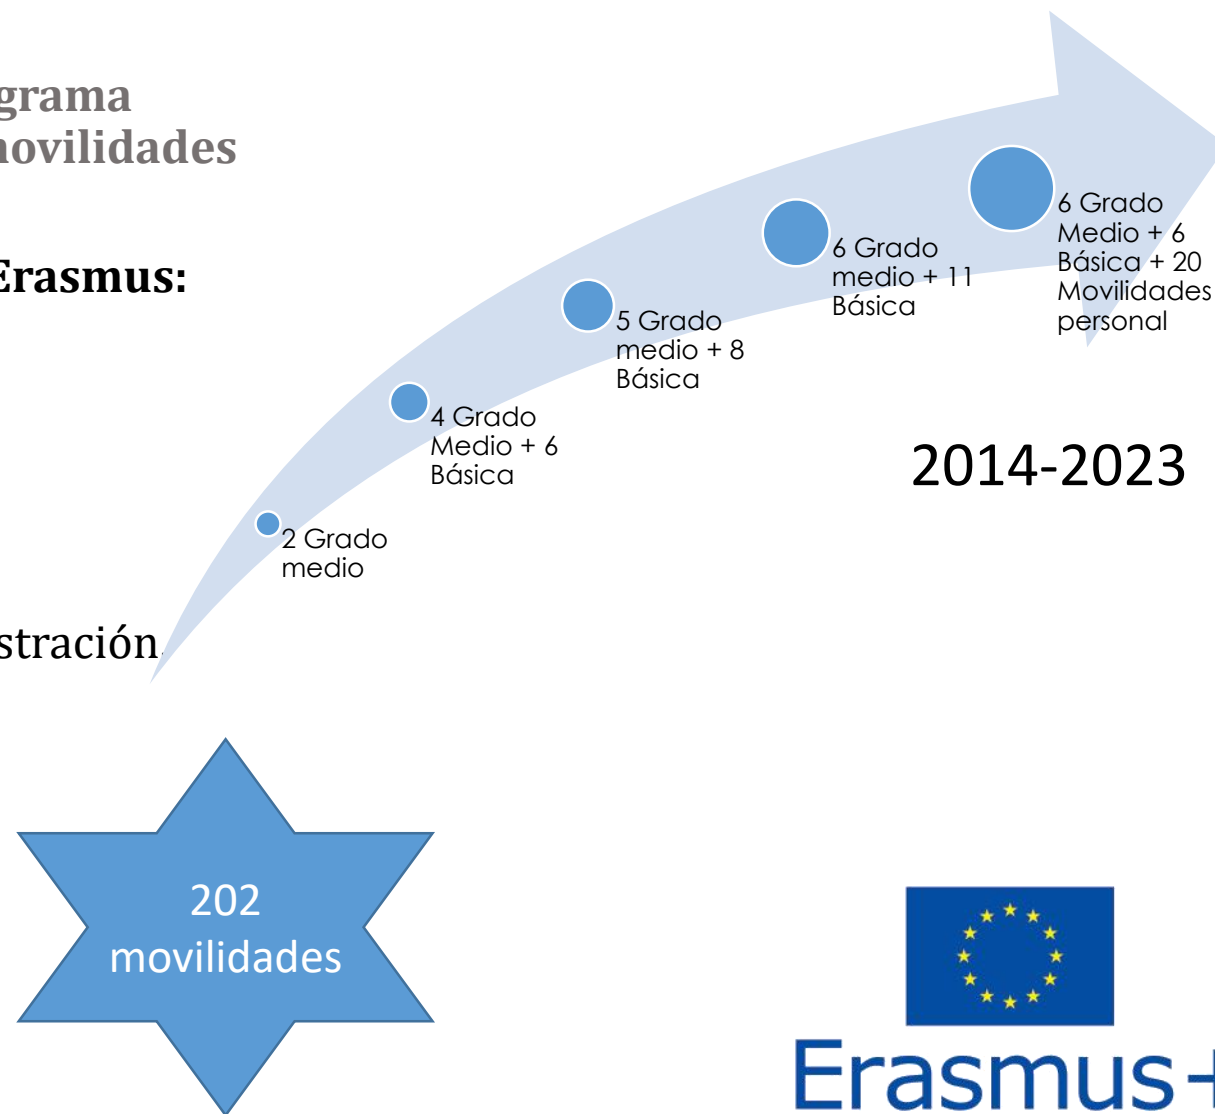 grama
movilidades
Erasmus:
stración.
2 Grado
medio
4 Grado
Medio + 6
Básica
5 Grado
medio + 8
Básica
6 Grado
medio + 11
Básica
6 Grado
Medio + 6
Básica + 20
Movilidades
personal
2014-2023
202
movilidades
Erasmus+